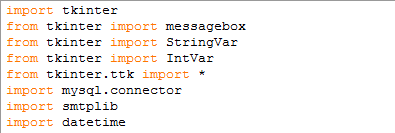 import tkinter
from tkinter import messagebox
from tkinter import StringVar
from tkinter import IntVar
from tkinter.ttk import *
import mysql.connector
import smtplib
import datetime